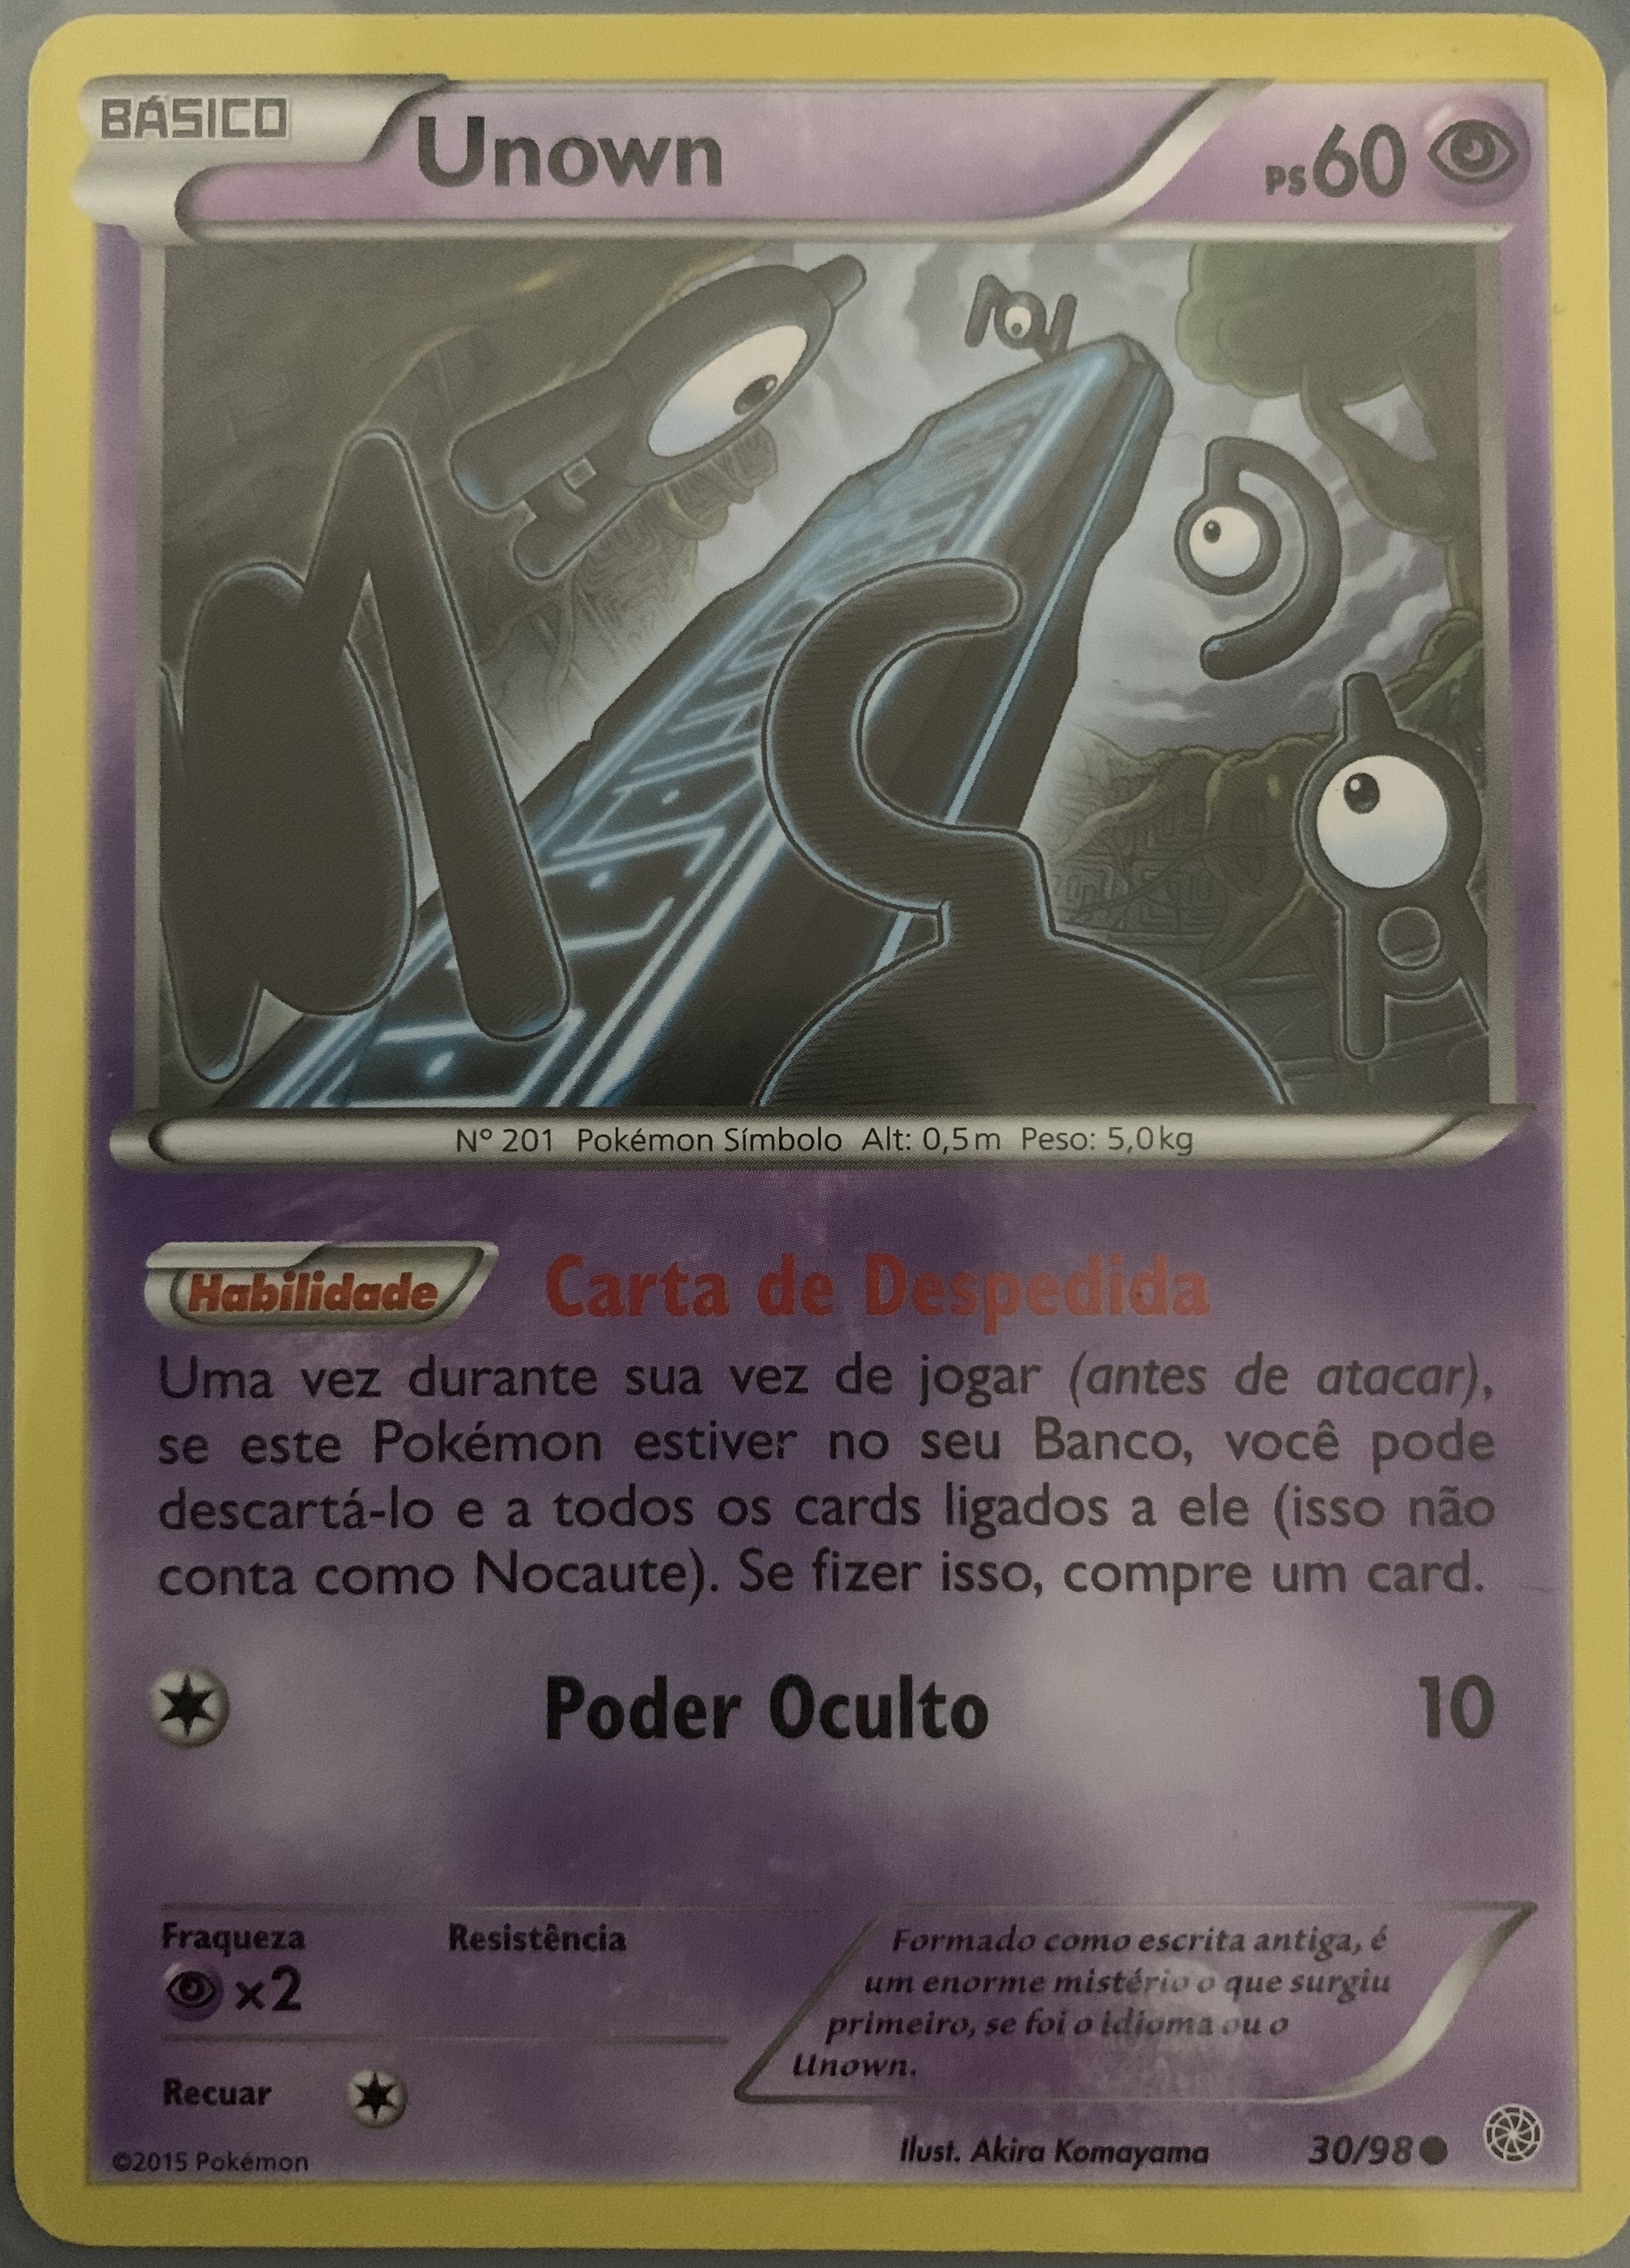 BÁSICO
Unown
PS60
Nº 201 Pokémon Símbolo Alt: 0,5m Peso: 5,0kg
Habilidade Carta de Despedida
Uma vez durante sua vez de jogar (antes de atacar),
se este Pokémon estiver no seu Banco, você pode
descartá-lo e a todos os cards ligados a ele (isso não
conta como Nocaute). Se fizer isso, compre um card.
Poder Oculto 10
Fraqueza Resistência
×2
Formado como escrita antiga, é
um enorme mistério o que surgiu
primeiro, se foi o idioma ou o
Unown.
Recuar
©2015 Pokémon
Ilust. Akira Komayama
30/98